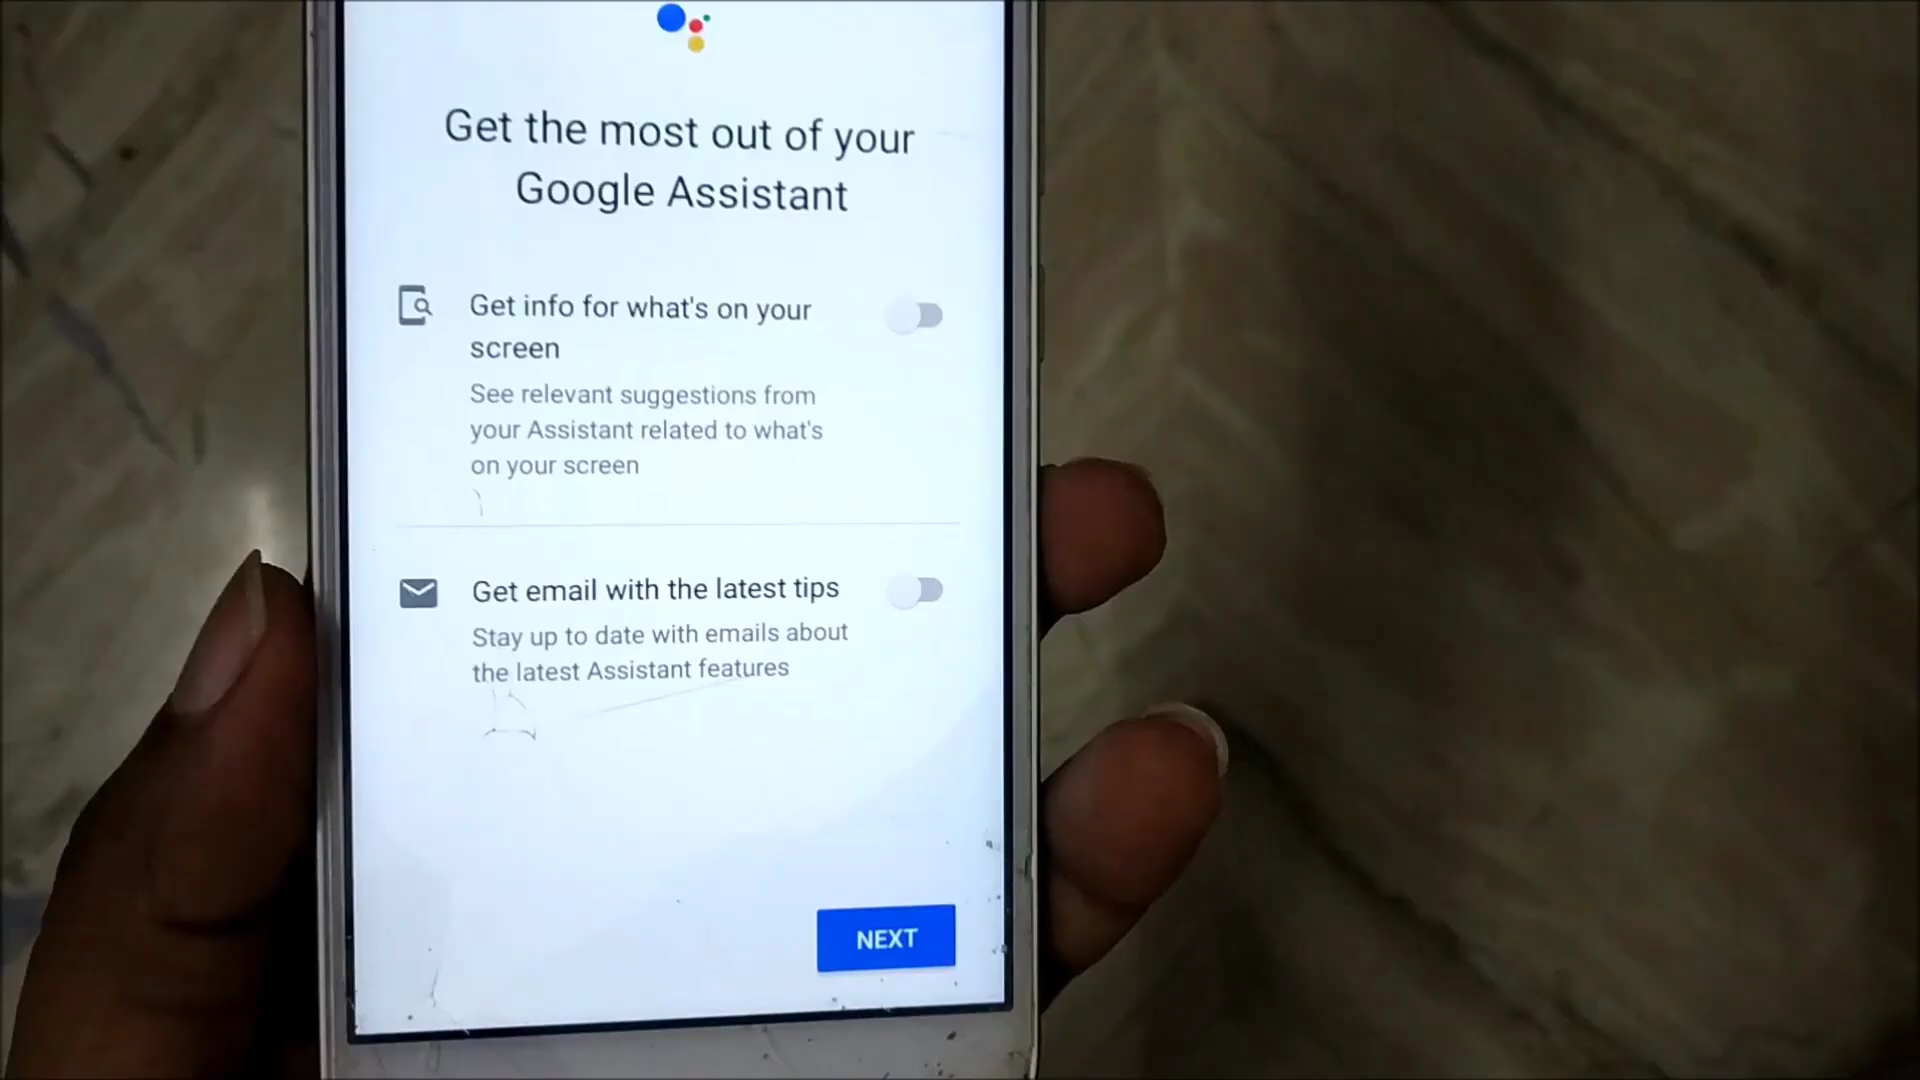 Get the most out of your
Google Assistant
Get info for what's on your
screen
See relevant suggestions from
your Assistant related to what's
on your screen
Get email with the latest tips
Stay up to date with emails about
the latest Assistant features
NEXT